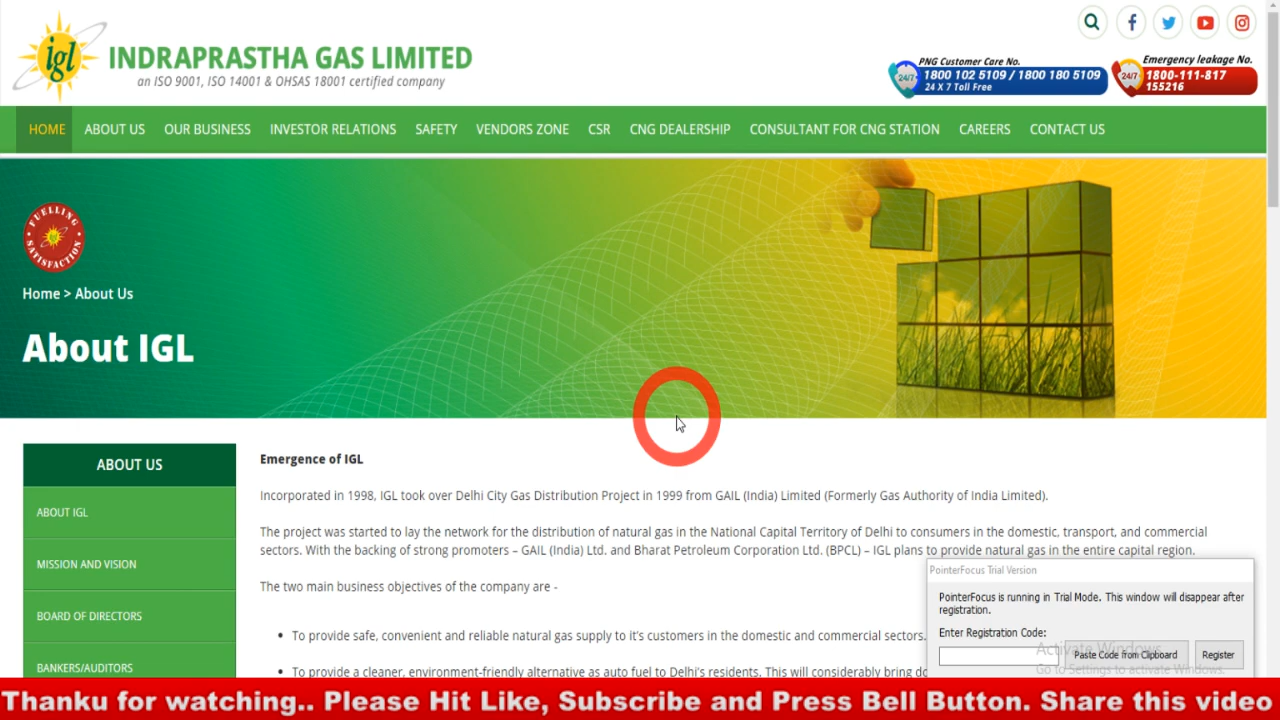 igl
INDRAPRASTHA GAS LIMITED
an ISO 9001, ISO 14001 & OHSAS 18001 certified company
PNG Customer Care No.
24/7
1800 102 5109 / 1800 180 5109
24 X 7 Toll Free
Emergency leakage No.
24/7
1800-111-817
155216
HOME ABOUT US OUR BUSINESS INVESTOR RELATIONS SAFETY VENDORS ZONE CSR CNG DEALERSHIP CONSULTANT FOR CNG STATION CAREERS CONTACT US
FUELLING
SATISFACTION
Home > About Us
About IGL
ABOUT US
ABOUT IGL
MISSION AND VISION
BOARD OF DIRECTORS
BANKERS/AUDITORS
Emergence of IGL
Incorporated in 1998, IGL took over Delhi City Gas Distribution Project in 1999 from GAIL (India) Limited (Formerly Gas Authority of India Limited).
The project was started to lay the network for the distribution of natural gas in the National Capital Territory of Delhi to consumers in the domestic, transport, and commercial
sectors. With the backing of strong promoters – GAIL (India) Ltd. and Bharat Petroleum Corporation Ltd. (BPCL) – IGL plans to provide natural gas in the entire capital region.
The two main business objectives of the company are -
• To provide safe, convenient and reliable natural gas supply to it's customers in the domestic and commercial sectors.
• To provide a cleaner, environment-friendly alternative as auto fuel to Delhi's residents. This will considerably bring do
PointerFocus Trial Version
PointerFocus is running in Trial Mode. This window will disappear after
registration.
Enter Registration Code:
Paste Code from Clipboard
Register
Activate Windows
Go to Settings to activate Windows.
Thanku for watching.. Please Hit Like, Subscribe and Press Bell Button. Share this video